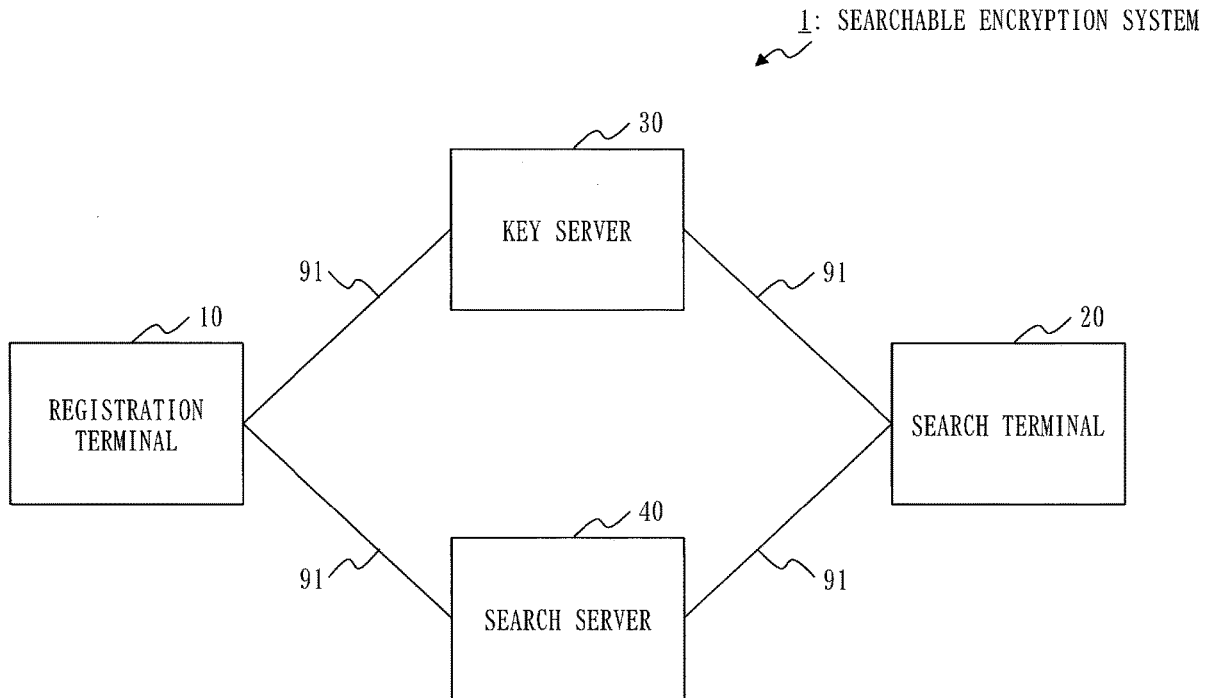 1: SEARCHABLE ENCRYPTION SYSTEM
30
KEY SERVER
91
91
10
20
REGISTRATION
TERMINAL
SEARCH TERMINAL
40
91
91
SEARCH SERVER